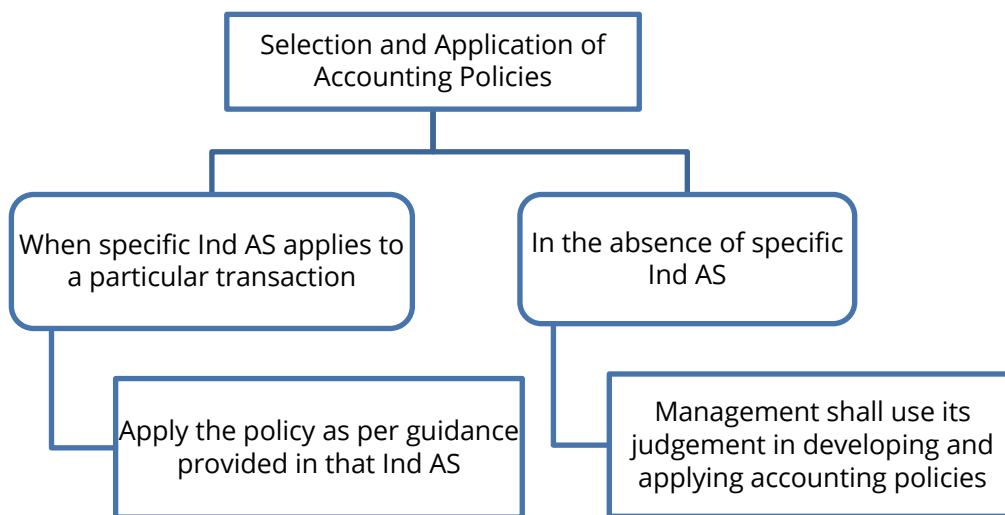 Selection and Application of
Accounting Policies
When specific Ind AS applies to
a particular transaction
In the absence of specific
Ind AS
Apply the policy as per guidance
provided in that Ind AS
Management shall use its
judgement in developing and
applying accounting policies